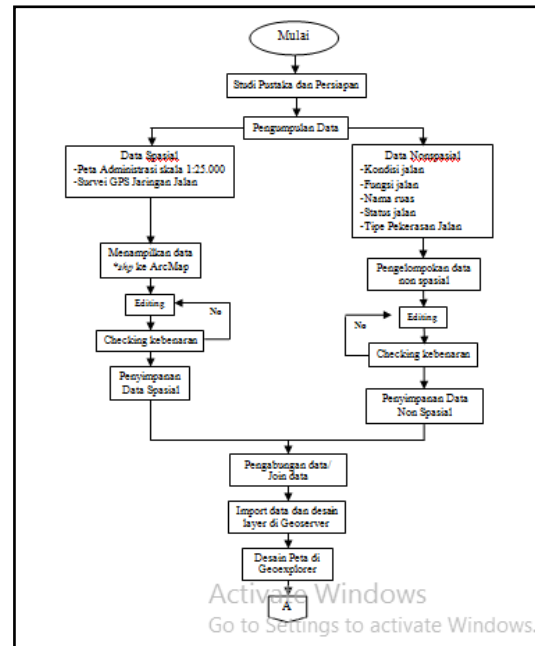 Mulai
Studi Pustaka dan Persiapan
Pengumpulan Data
Data Spasial
-Peta Administrasi skala 1:25.000
-Survei GPS Jaringan Jalan
Menampilkan data
*shp ke ArcMap
Editing
No
Checking kebenaran
Penyimpanan
Data Spasial
Data Nonspasial
-Kondisi jalan
-Fungsi jalan
-Nama ruas
-Status jalan
-Tipe Pekerasan Jalan
Pengelompokan data
non spasial
Editing
No
Checking kebenaran
Penyimpanan Data
Non Spasial
Pengabungan data/
Join data
Import data dan desain
layer di Geoserver
Desain Peta di
Geoexplorer
A
Activate Windows
Go to Settings to activate Windows.